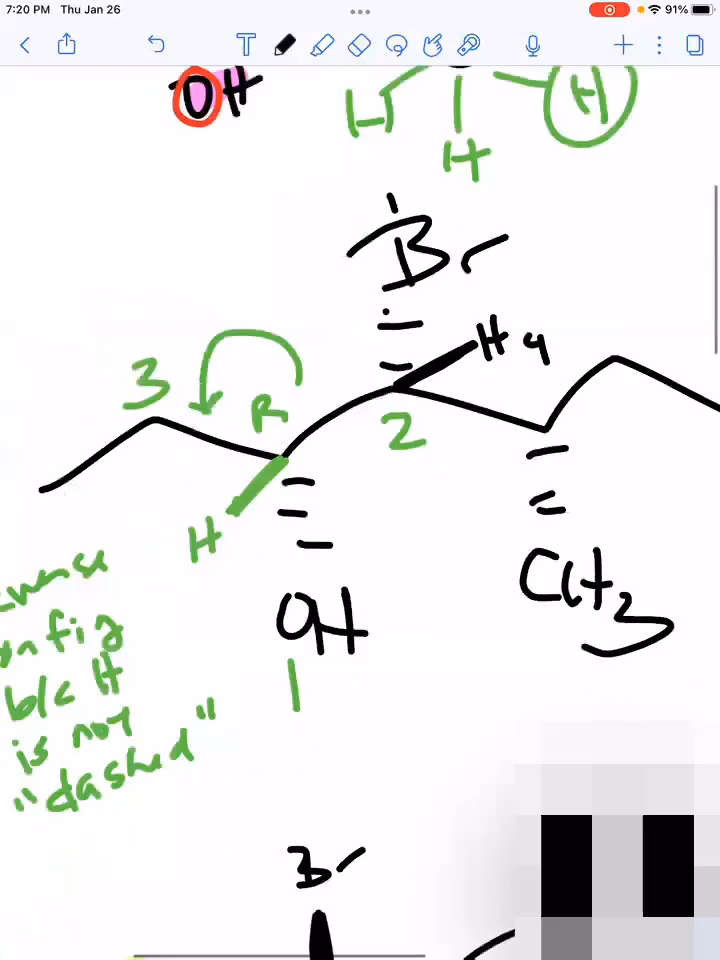 7:20 PM Thu Jan 26
91%
T
OH
H
H
H
Br
H 4
3
R
2
H
OH
CH3
1
config
b/c H
is not
"dashed"
Br